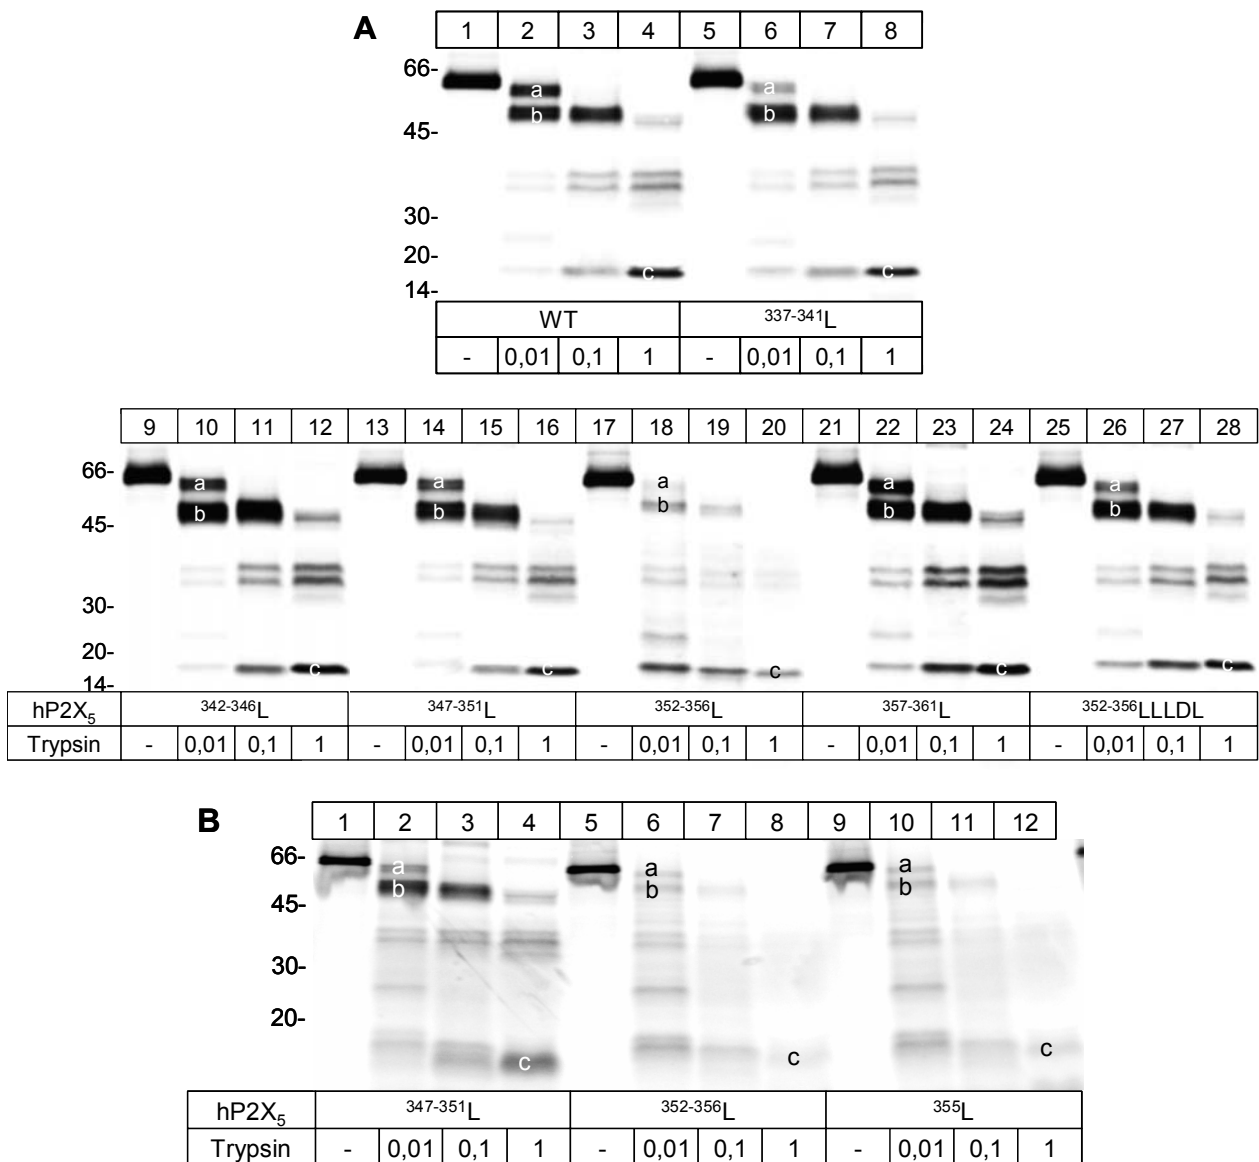 A
1 2 3 4 5 6 7 8
66-
a a
b b
45-
30-
20-
c c
14-
WT 337-341L
- 0,01 0,1 1 - 0,01 0,1 1
9 10 11 12 13 14 15 16 17 18 19 20 21 22 23 24 25 26 27 28
66-
a a a a a
b b b b b
45-
30-
20-
c c c c c
14-
hP2X5 342-346L 347-351L 352-356L 357-361L 352-356LLLDL
Trypsin - 0,01 0,1 1 - 0,01 0,1 1 - 0,01 0,1 1 - 0,01 0,1 1 - 0,01 0,1 1
B
1 2 3 4 5 6 7 8 9 10 11 12
66-
a a a
b b b
45-
30-
20-
c c c
hP2X5 347-351L 352-356L 355L
Trypsin - 0,01 0,1 1 - 0,01 0,1 1 - 0,01 0,1 1